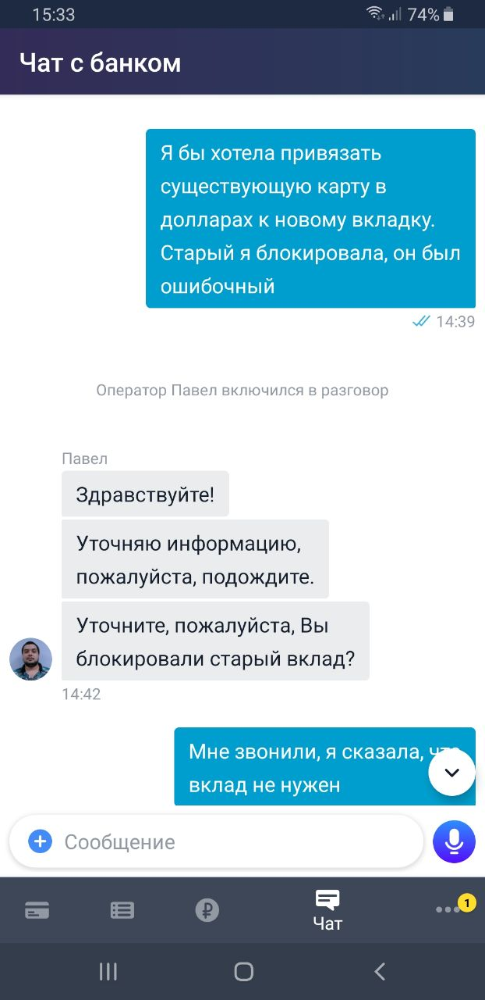 15:33
74%
Чат с банком
Я бы хотела привязать
существующую карту в
долларах к новому вкладку.
Старый я блокировала, он был
ошибочный
14:39
Оператор Павел включился в разговор
Павел
Здравствуйте!
Уточняю информацию,
пожалуйста, подождите.
Уточните, пожалуйста, Вы
блокировали старый вклад?
14:42
Мне звонили, я сказала, что
вклад не нужен
Сообщение
1
Чат